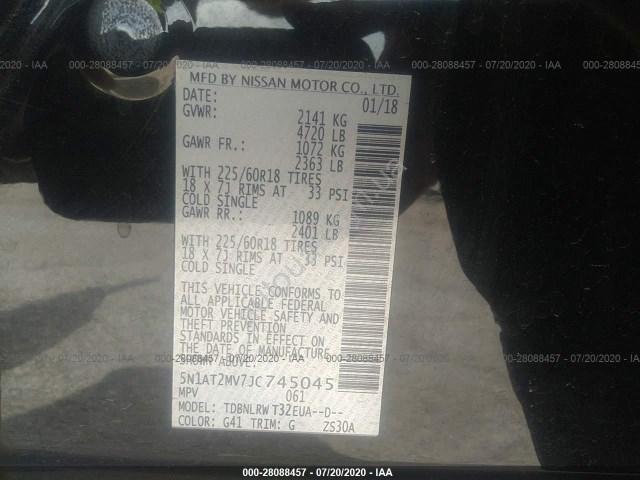 000-28088457 - 07/20/2020 - IAA
000-28088457 - 07/20/2020 - IAA
000-28088457 - 07/20/2020 - IAA
MFD BY NISSAN MOTOR CO., LTD.
DATE: 01/18
GVWR: 2141 KG
4720 LB
GAWR FR.: 1072 KG
2363 LB
WITH 225/60R18 TIRES
18 X 7J RIMS AT 33 PSI
COLD SINGLE
GAWR RR.: 1089 KG
2401 LB
WITH 225/60R18 TIRES
18 X 7J RIMS AT 33 PSI
COLD SINGLE
THIS VEHICLE CONFORMS TO
ALL APPLICABLE FEDERAL
MOTOR VEHICLE SAFETY AND
THEFT PREVENTION
STANDARDS IN EFFECT ON
THE DATE OF MANUFACTURE
SHOWN ABOVE.
5N1AT2MV7JC745045
MPV 061
MODEL: TDBNLRW T32EUA--D--
COLOR: G41 TRIM: G ZS30A
000-28088457 - 07/20/2020 - IAA
000-28088457 - 07/20/2020 - IAA
000-28088457 - 07/20/2020 - IAA